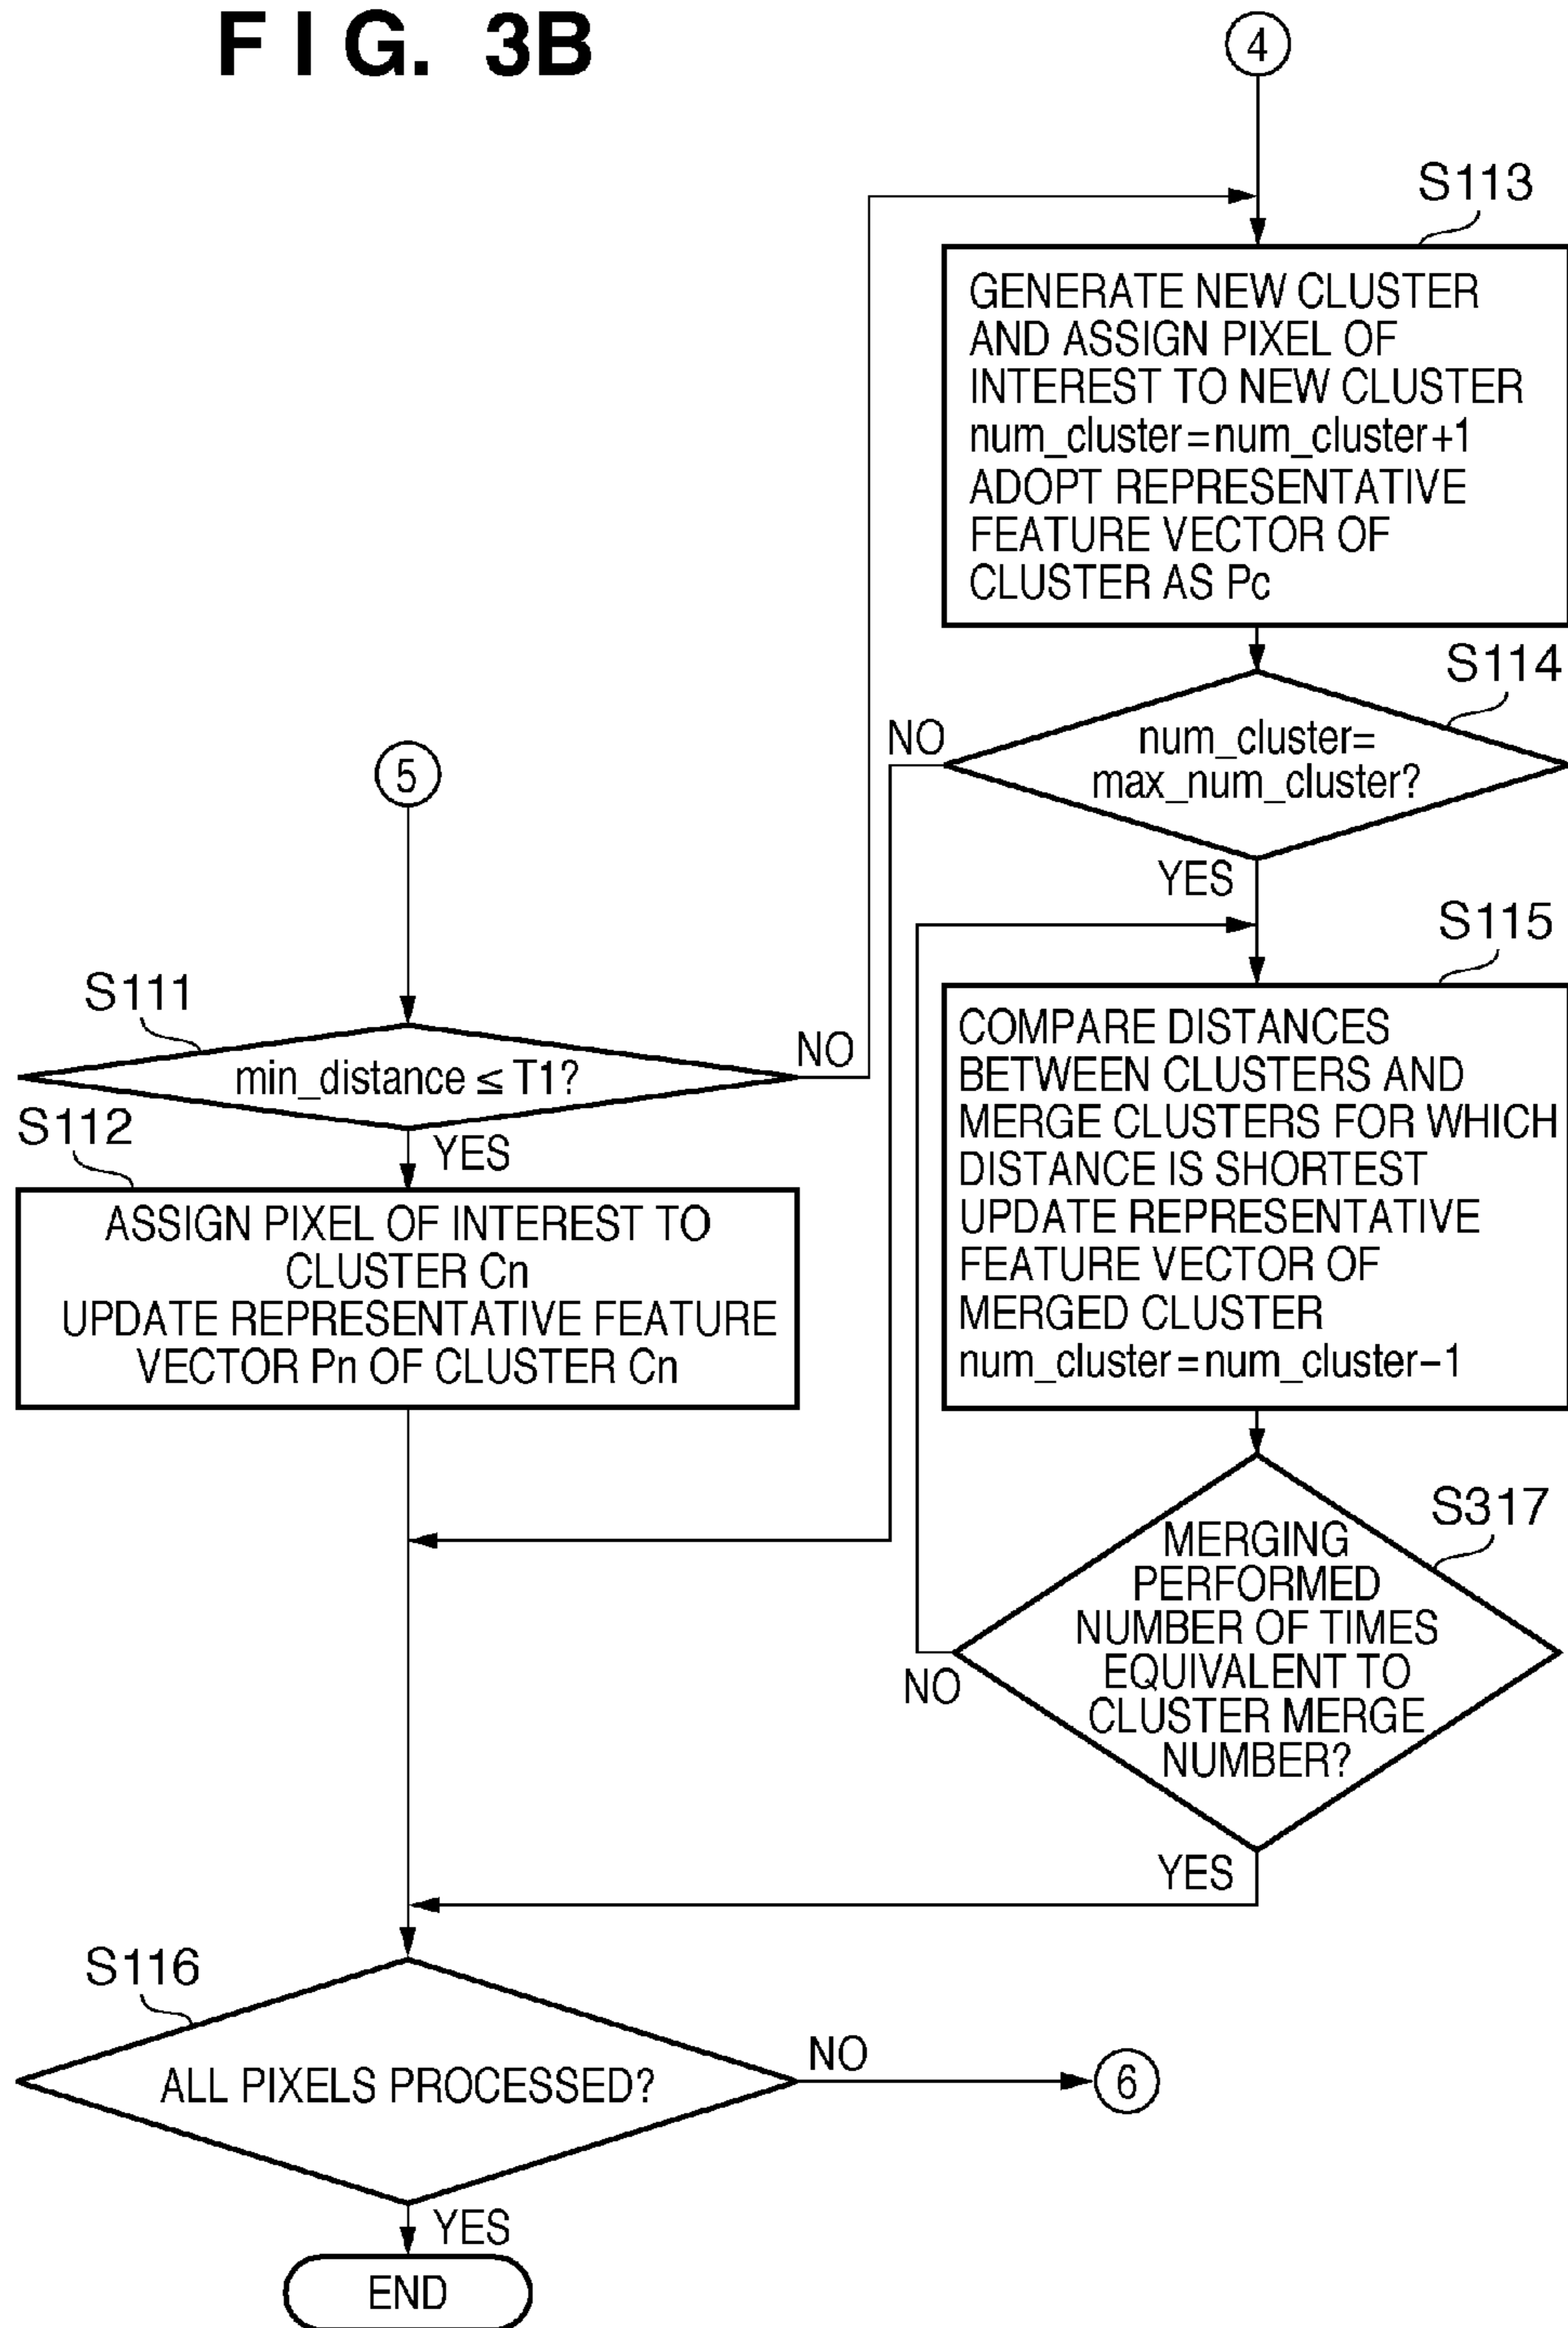 FIG. 3B
4
S113
GENERATE NEW CLUSTER
AND ASSIGN PIXEL OF
INTEREST TO NEW CLUSTER
num_cluster=num_cluster+1
ADOPT REPRESENTATIVE
FEATURE VECTOR OF
CLUSTER AS Pc
S114
num_cluster=
max_num_cluster?
NO
YES
5
S111
min_distance ≤ T1?
NO
YES
S112
ASSIGN PIXEL OF INTEREST TO
CLUSTER Cn
UPDATE REPRESENTATIVE FEATURE
VECTOR Pn OF CLUSTER Cn
S115
COMPARE DISTANCES
BETWEEN CLUSTERS AND
MERGE CLUSTERS FOR WHICH
DISTANCE IS SHORTEST
UPDATE REPRESENTATIVE
FEATURE VECTOR OF
MERGED CLUSTER
num_cluster=num_cluster−1
S317
MERGING
PERFORMED
NUMBER OF TIMES
EQUIVALENT TO
CLUSTER MERGE
NUMBER?
NO
YES
S116
ALL PIXELS PROCESSED?
NO
6
YES
END